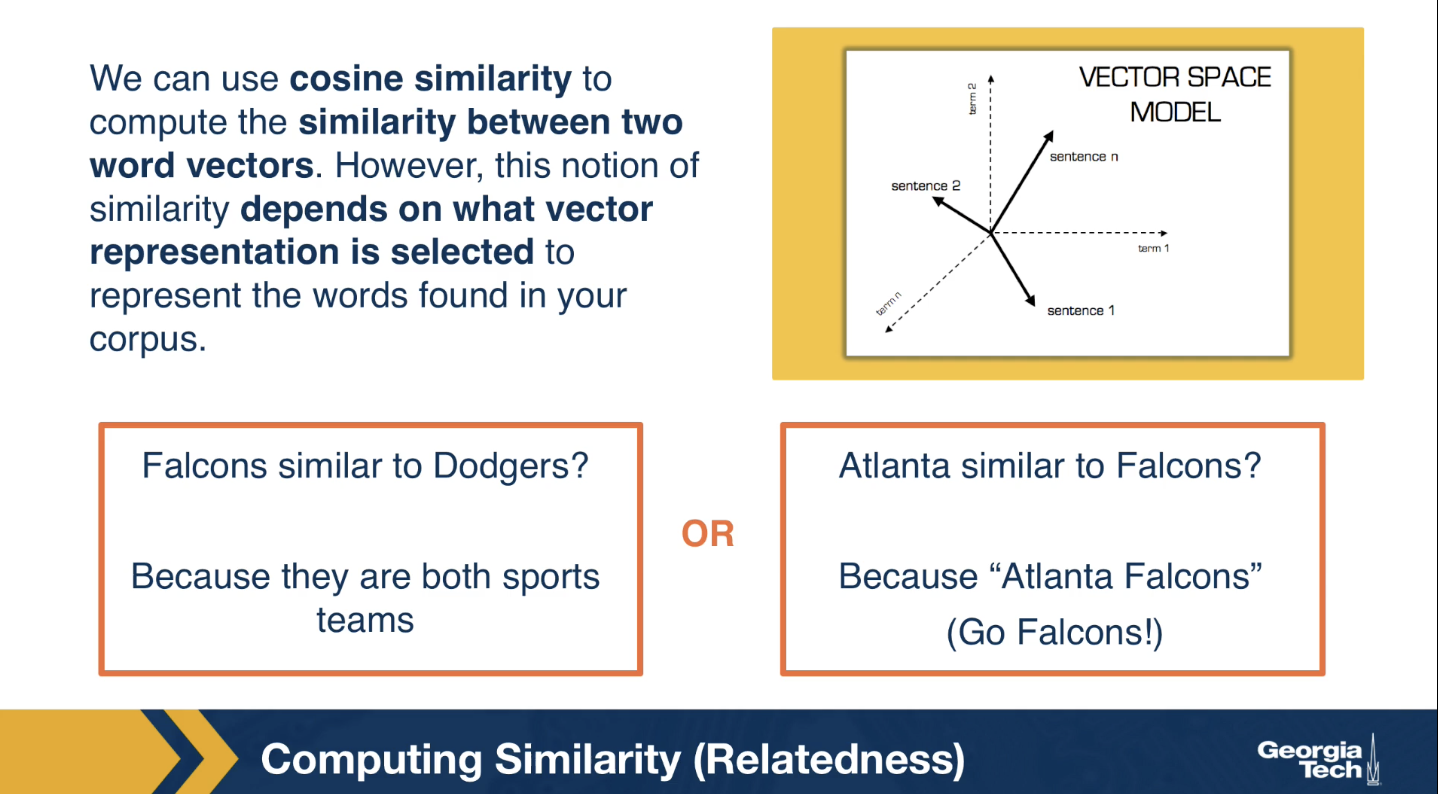 We can use cosine similarity to
compute the similarity between two
word vectors. However, this notion of
similarity depends on what vector
representation is selected to
represent the words found in your
corpus.
VECTOR SPACE
MODEL
term 2
sentence n
sentence 2
term 1
term n
sentence 1
Falcons similar to Dodgers?
Because they are both sports
teams
OR
Atlanta similar to Falcons?
Because “Atlanta Falcons”
(Go Falcons!)
Computing Similarity (Relatedness)
Georgia
Tech